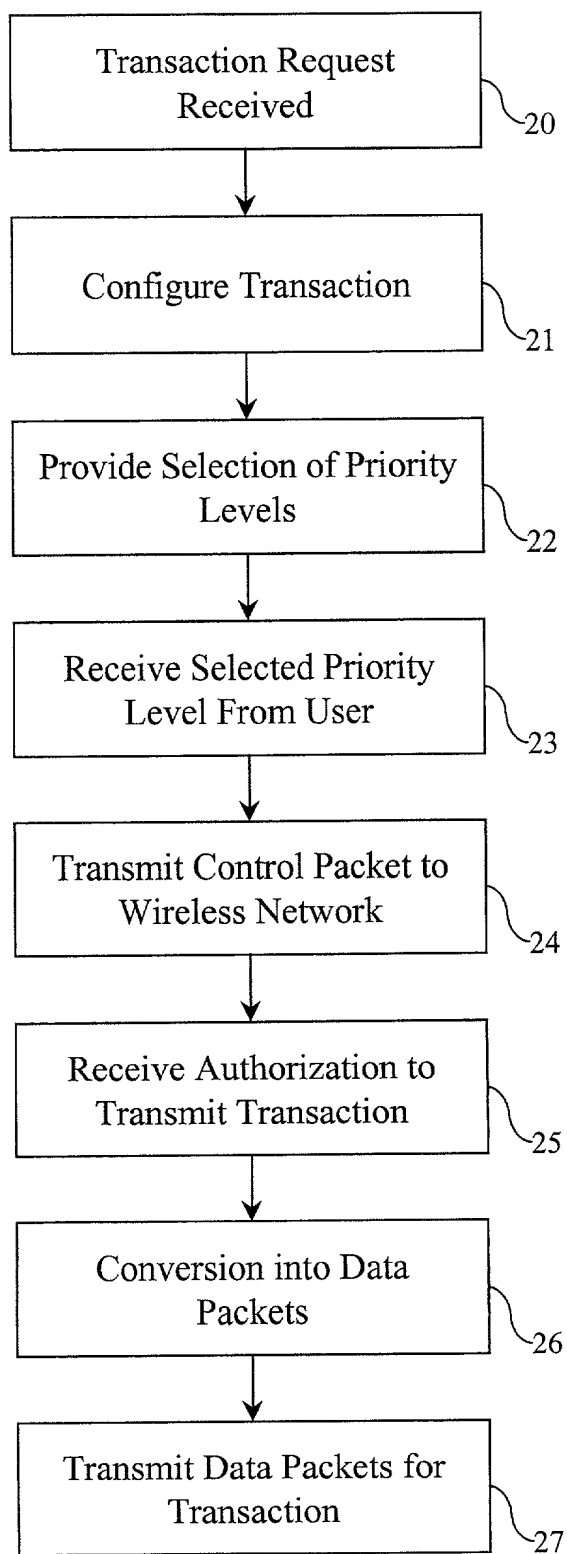 Transaction Request
Received
20
Configure Transaction
21
Provide Selection of Priority
Levels
22
Receive Selected Priority
Level From User
23
Transmit Control Packet to
Wireless Network
24
Receive Authorization to
Transmit Transaction
25
Conversion into Data
Packets
26
Transmit Data Packets for
Transaction
27